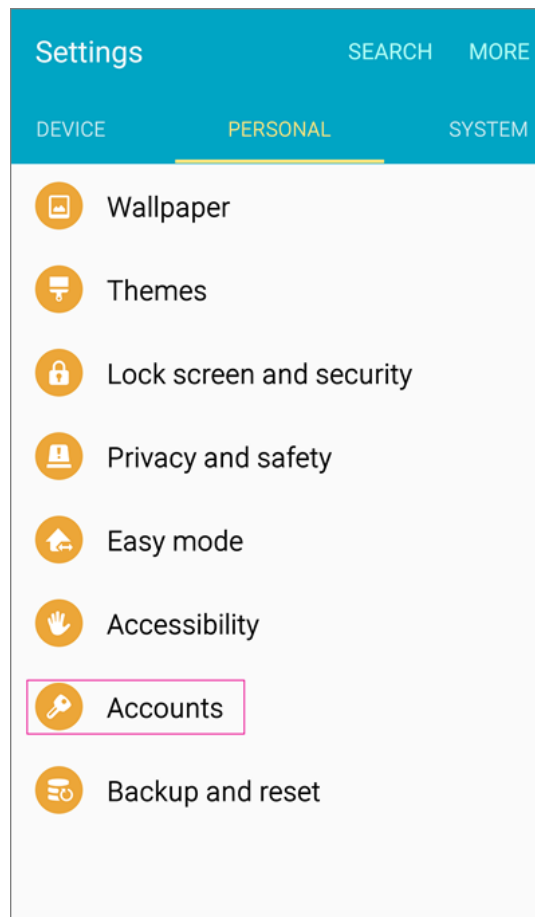 Settings SEARCH MORE
DEVICE PERSONAL SYSTEM
Wallpaper
Themes
Lock screen and security
Privacy and safety
Easy mode
Accessibility
Accounts
Backup and reset